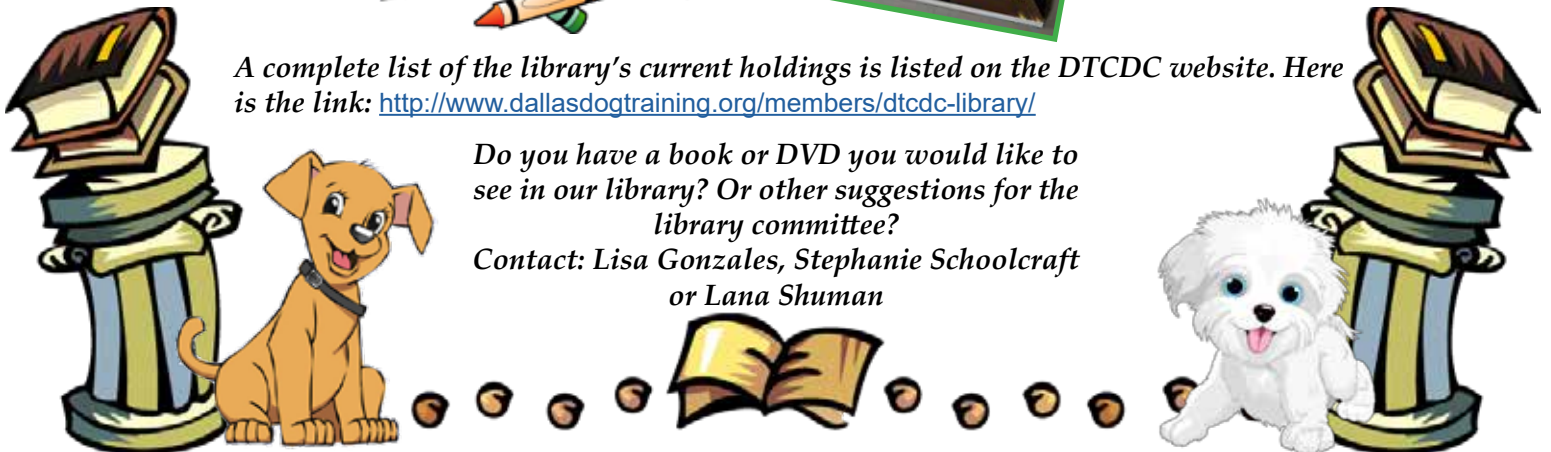 A complete list of the library's current holdings is listed on the DTCDC website. Here
is the link: http://www.dallasdogtraining.org/members/dtcdc-library/
Do you have a book or DVD you would like to
see in our library? Or other suggestions for the
library committee?
Contact: Lisa Gonzales, Stephanie Schoolcraft
or Lana Shuman